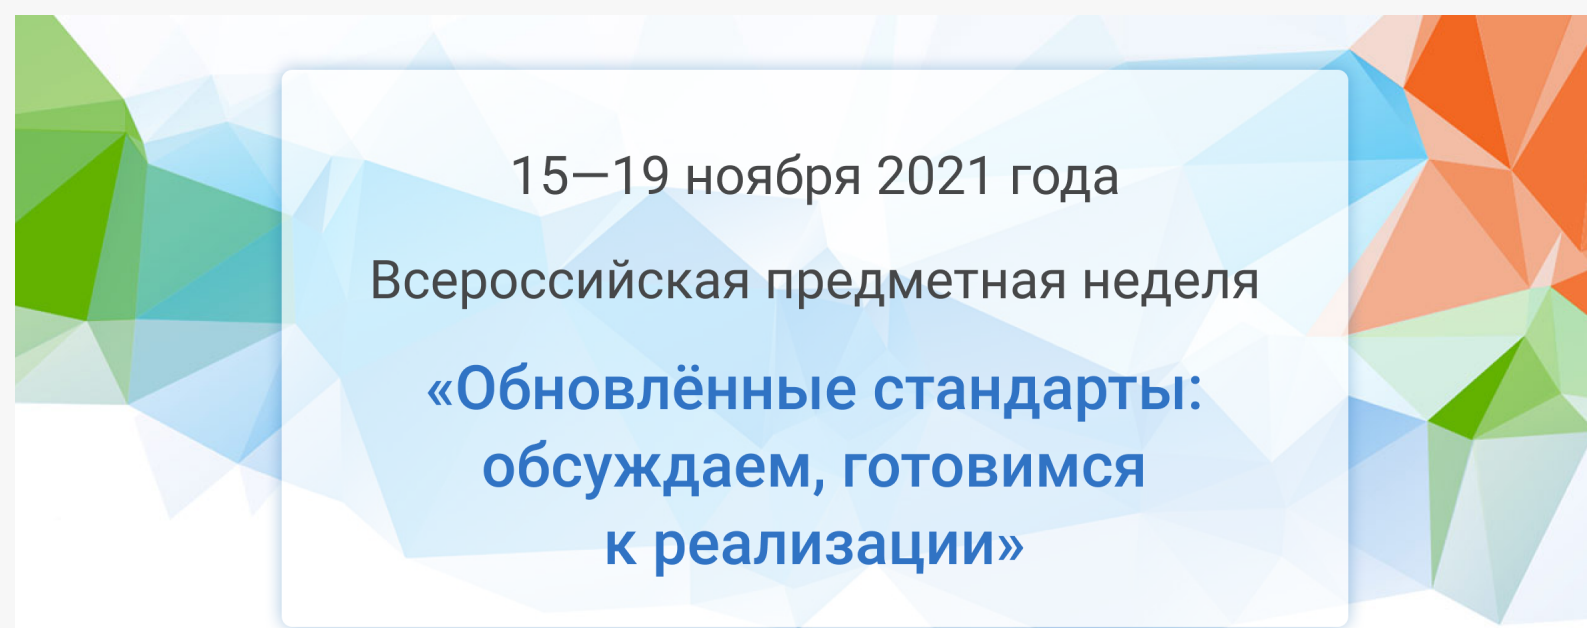 15—19 ноября 2021 года
Всероссийская предметная неделя
«Обновлённые стандарты:
обсуждаем, готовимся
к реализации»